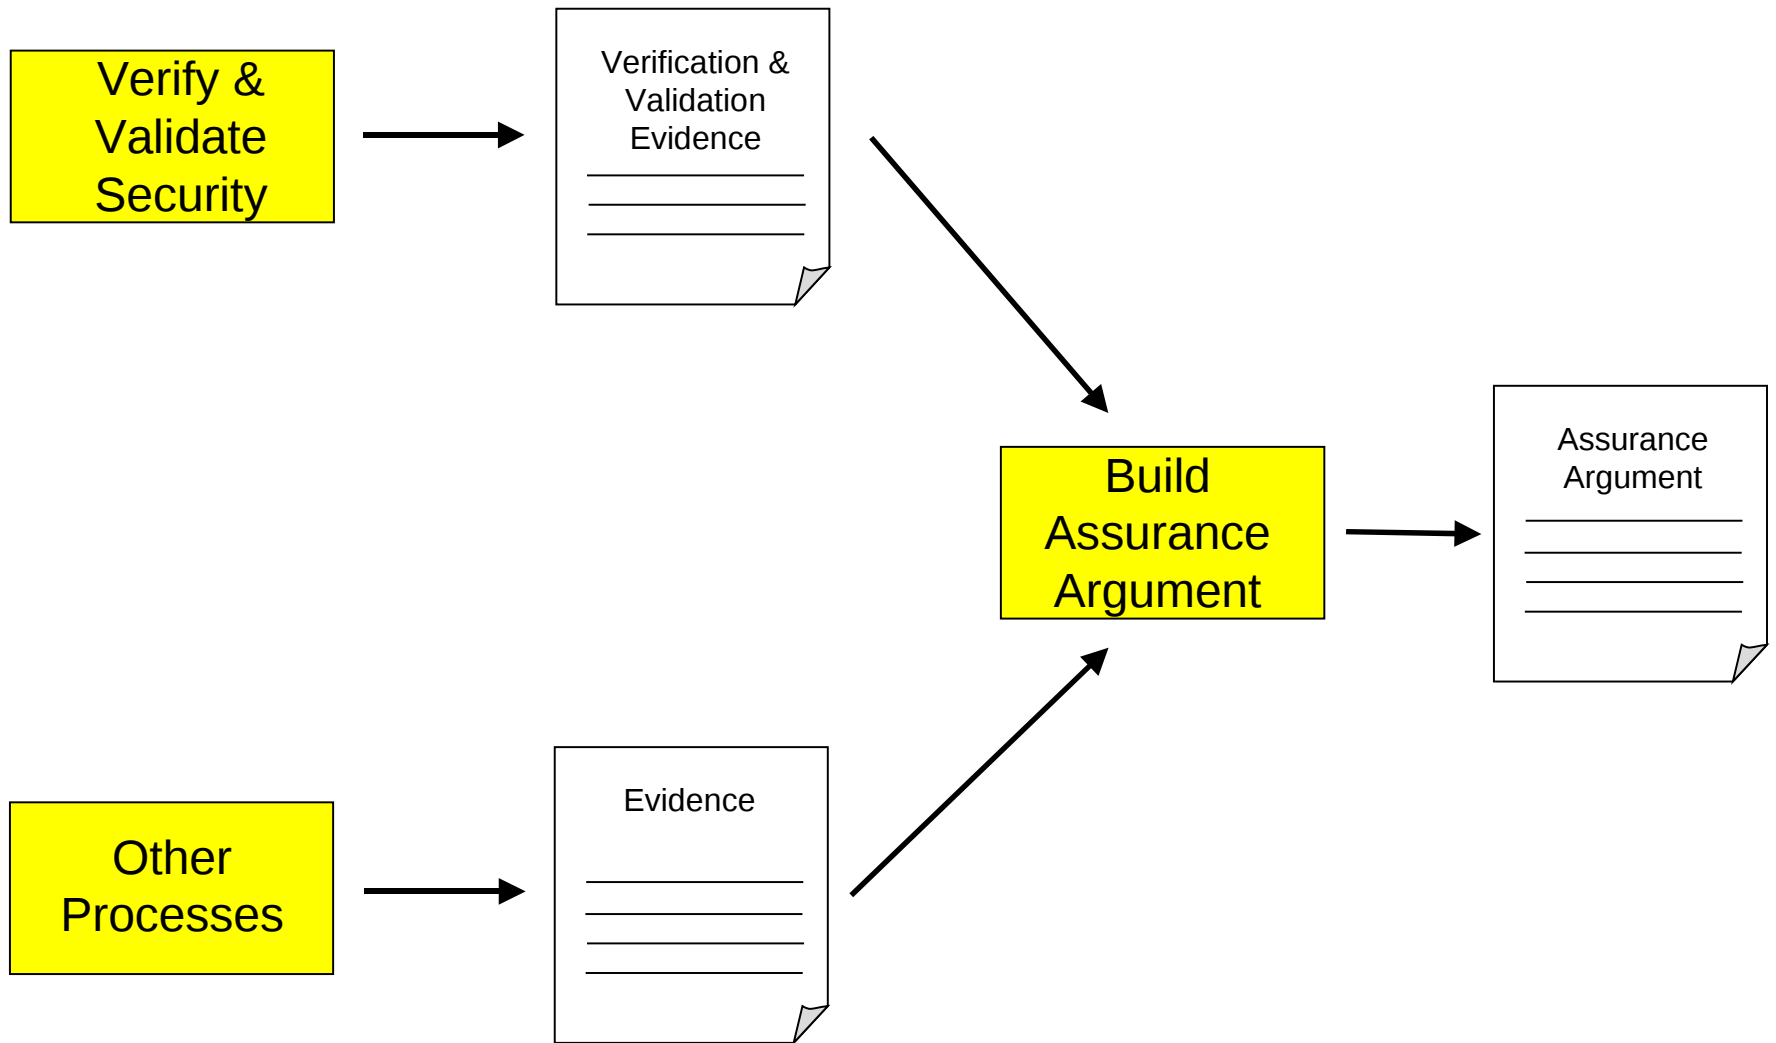 Verify &
Validate
Security
Verification &
Validation
Evidence
Build
Assurance
Argument
Assurance
Argument
Other
Processes
Evidence